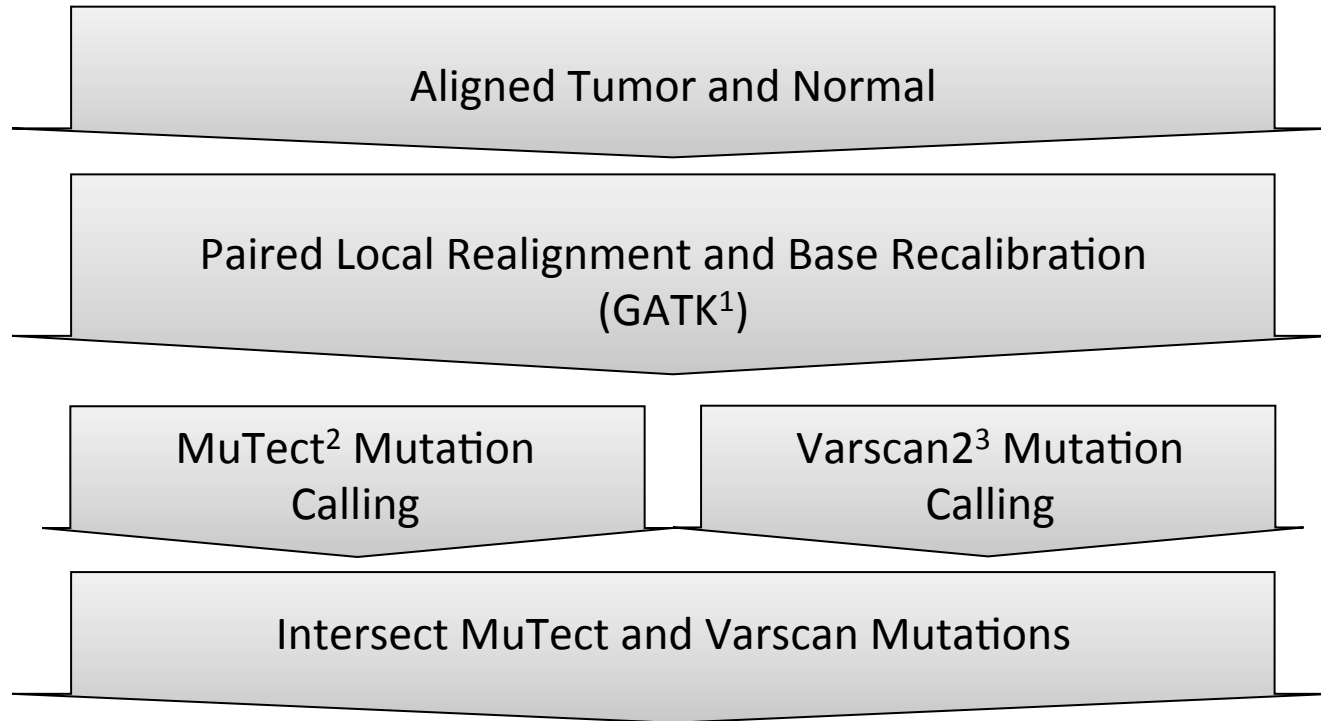 Aligned Tumor and Normal
Paired Local Realignment and Base Recalibration
(GATK¹)
MuTect² Mutation
Calling
Varscan2³ Mutation
Calling
Intersect MuTect and Varscan Mutations